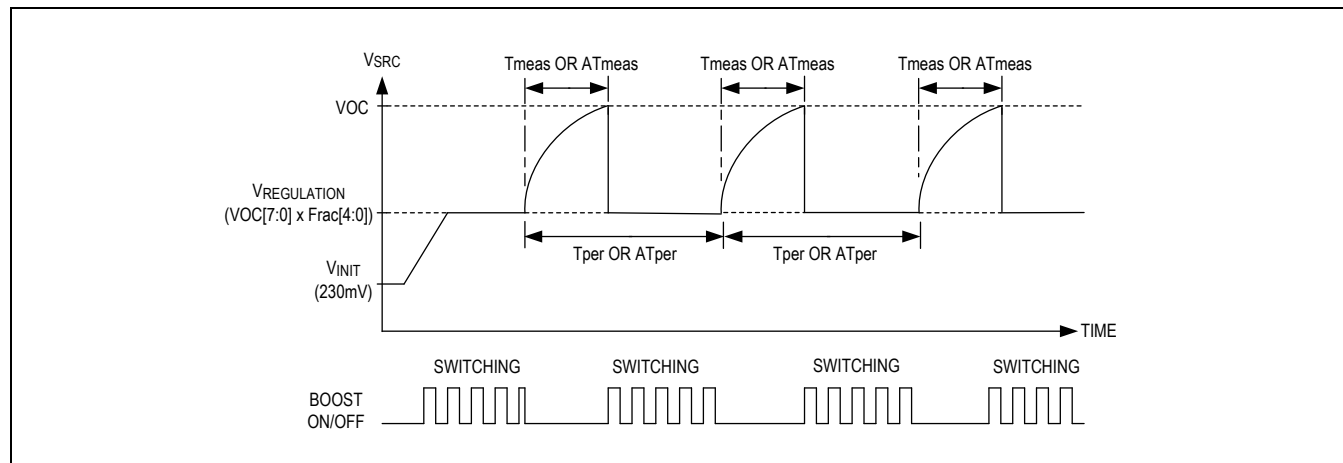 VSRC
Tmeas OR ATmeas
Tmeas OR ATmeas
Tmeas OR ATmeas
VOC
VREGULATION
(VOC[7:0] x Frac[4:0])
Tper OR ATper
Tper OR ATper
VINIT
(230mV)
TIME
SWITCHING
SWITCHING
SWITCHING
SWITCHING
BOOST
ON/OFF